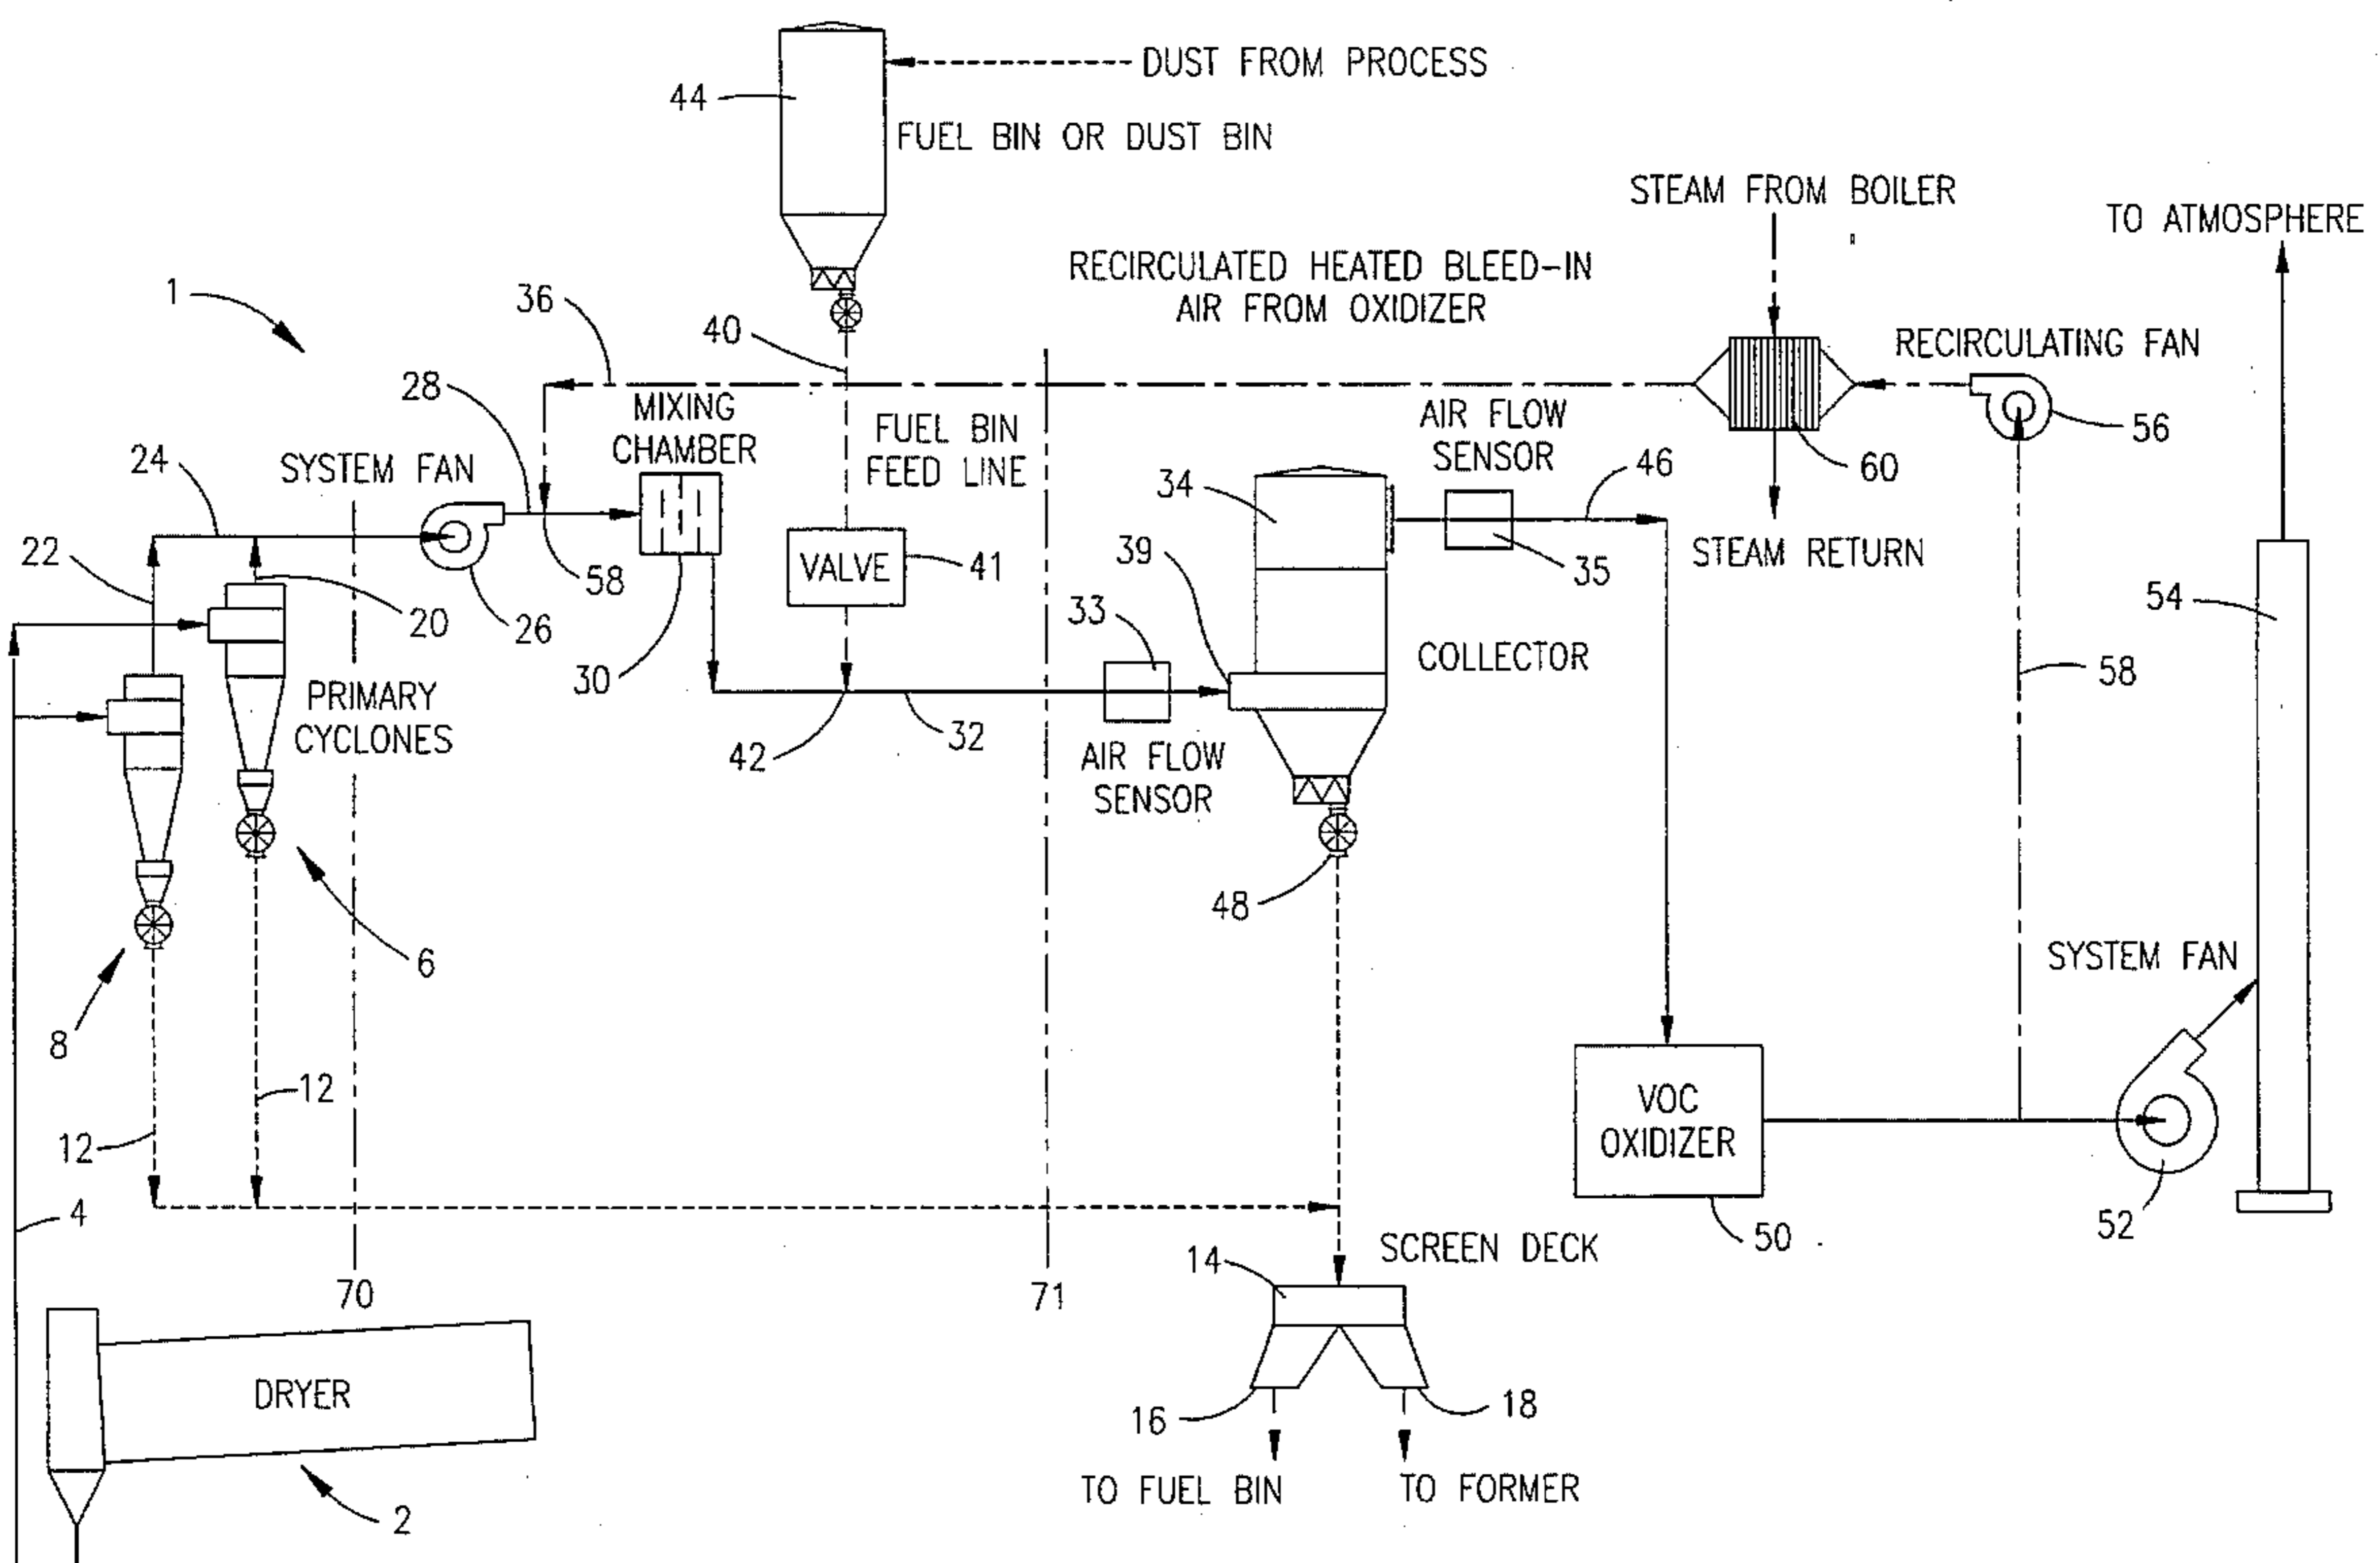 DUST FROM PROCESS
44
FUEL BIN OR DUST BIN
STEAM FROM BOILER
TO ATMOSPHERE
RECIRCULATED HEATED BLEED-IN
AIR FROM OXIDIZER
1
36
40
RECIRCULATING FAN
28
MIXING
CHAMBER
FUEL BIN
FEED LINE
AIR FLOW
SENSOR
56
24
SYSTEM FAN
34
46
60
22
58
VALVE
41
39
35
STEAM RETURN
20
26
33
54
30
COLLECTOR
58
PRIMARY
CYCLONES
42
32
AIR FLOW
SENSOR
48
6
SYSTEM FAN
8
12
12
VOC
OXIDIZER
4
52
50
14
SCREEN DECK
70
71
DRYER
16
18
TO FUEL BIN
TO FORMER
2